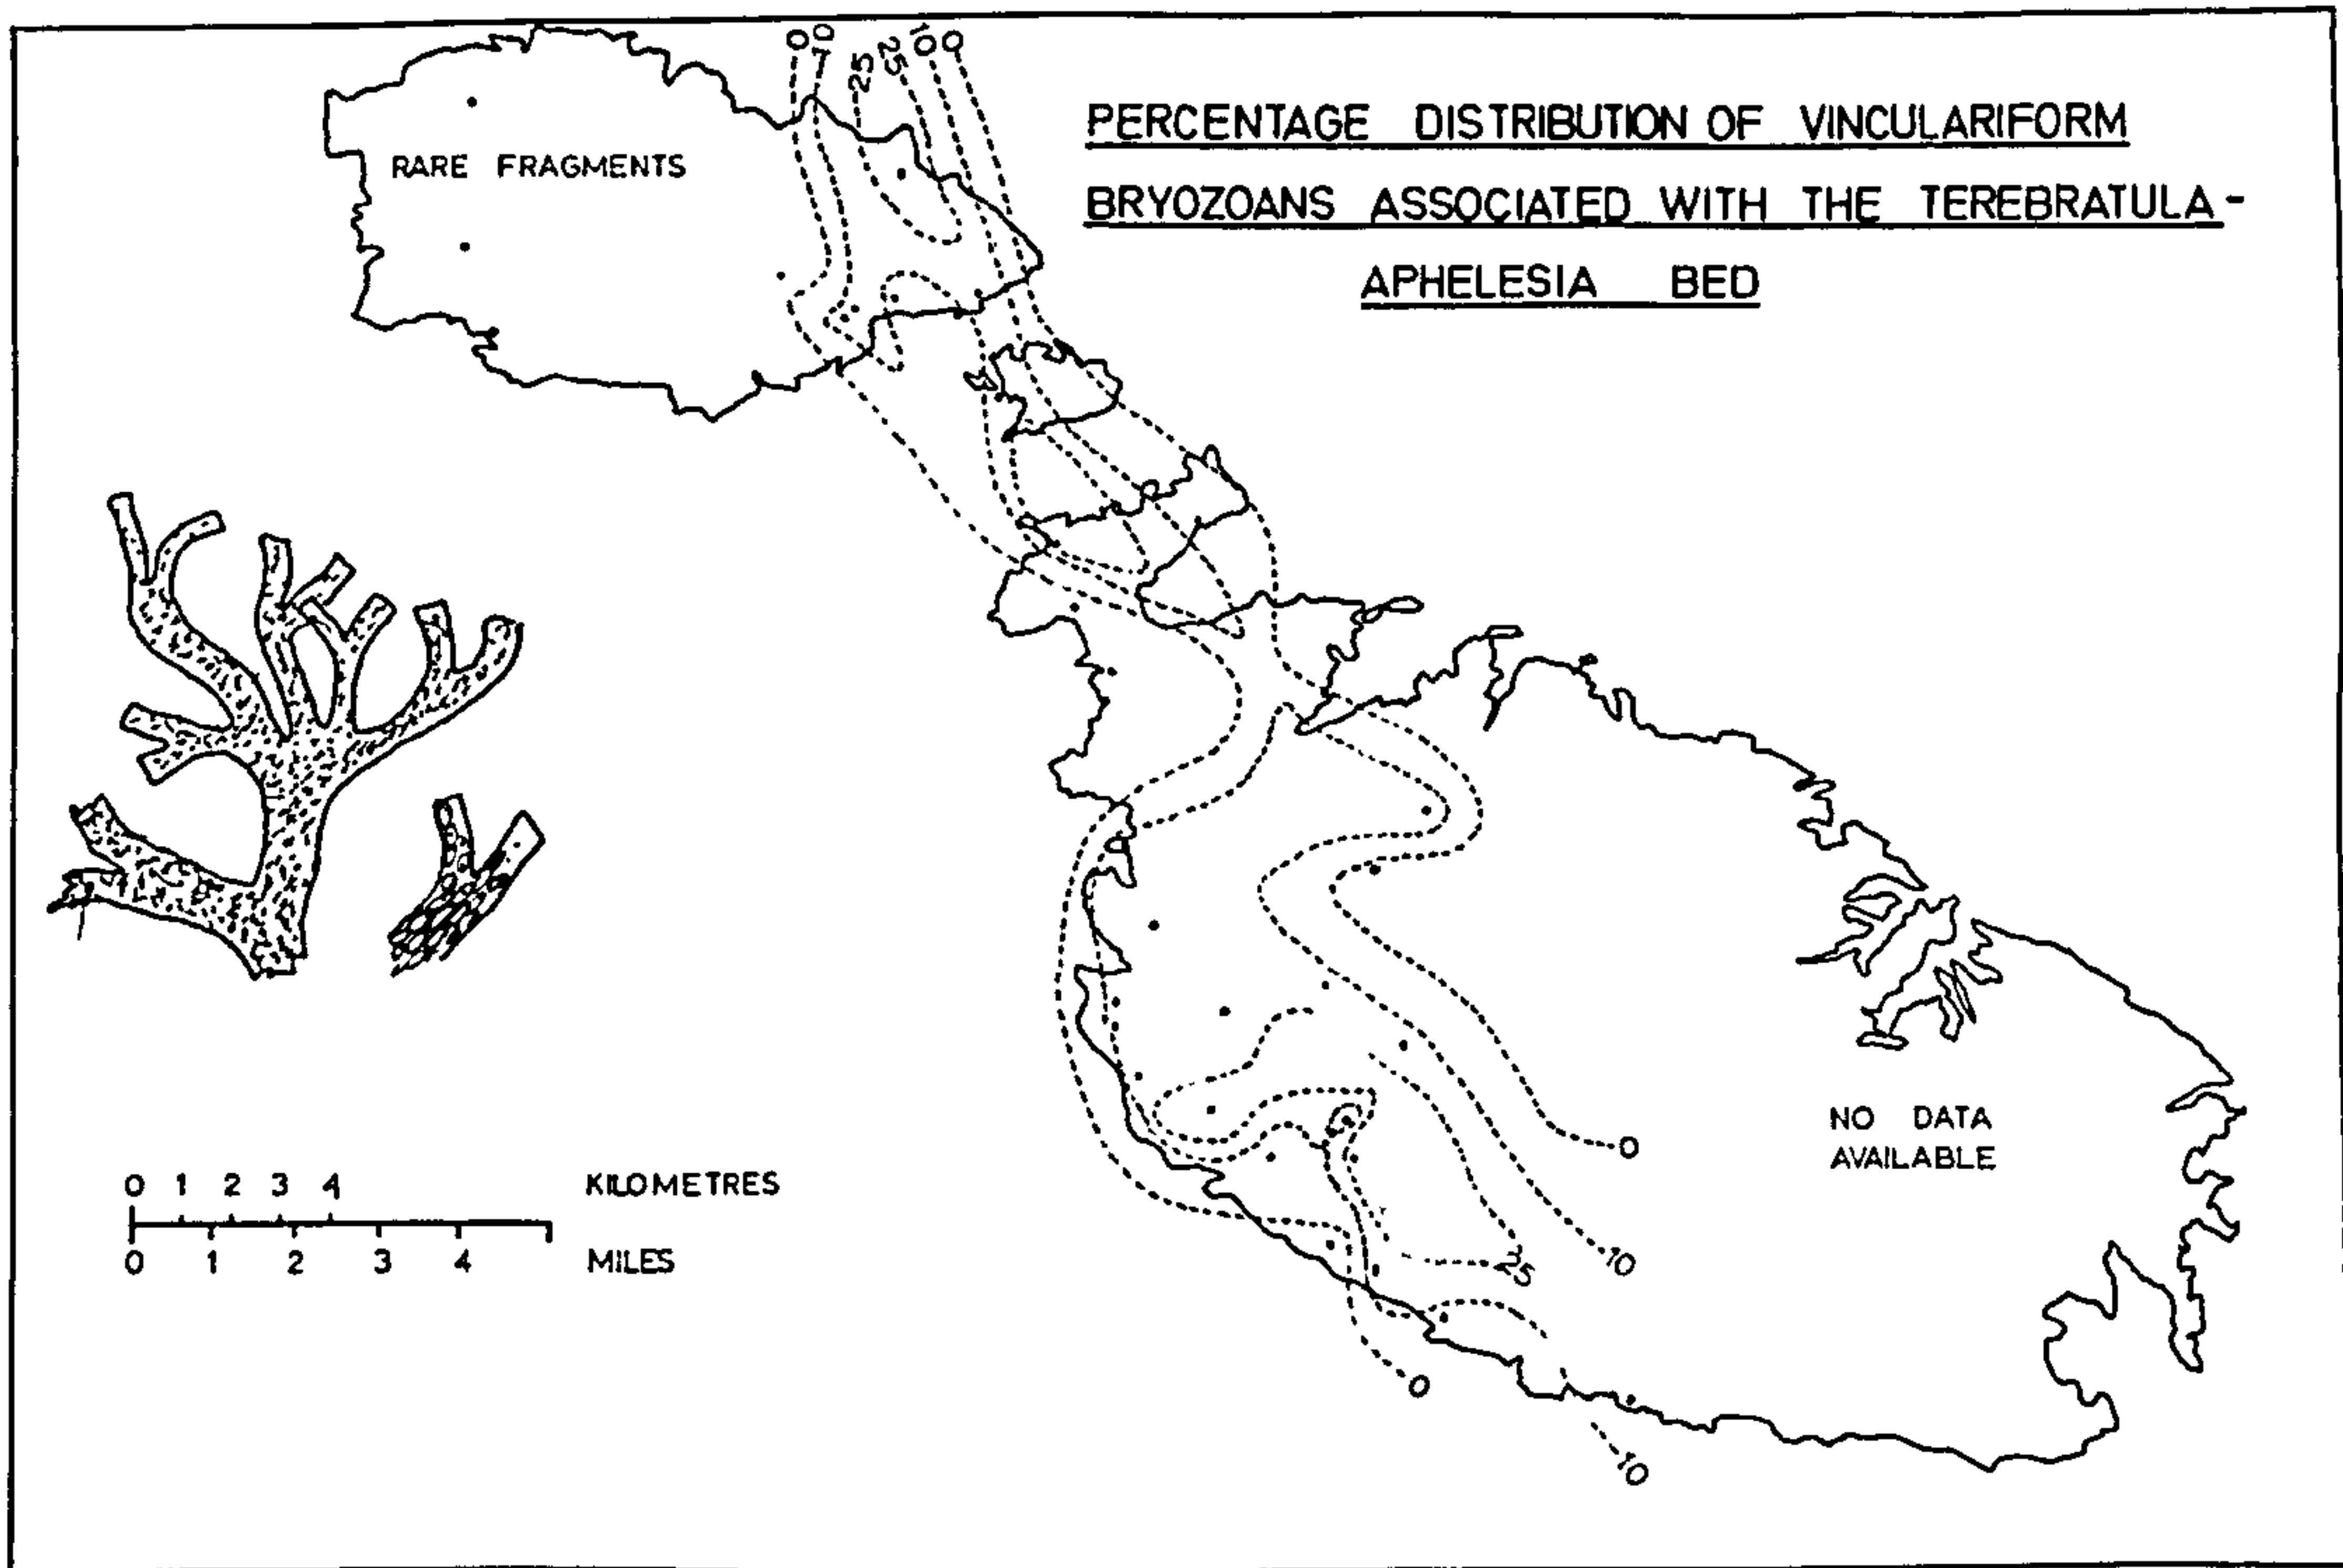 0 10 25 25 10 0
PERCENTAGE DISTRIBUTION OF VINCULARIFORM
BRYOZOANS ASSOCIATED WITH THE TEREBRATULA-
APHELESIA BED
RARE FRAGMENTS
0
NO DATA
AVAILABLE
10
25
0
10
0 1 2 3 4 KILOMETRES
0 1 2 3 4 MILES